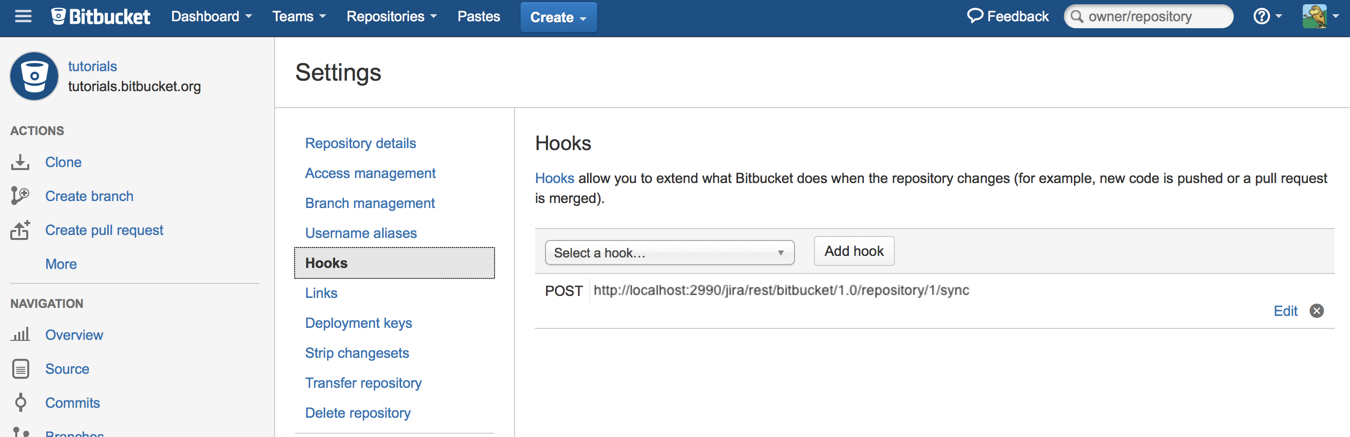 Bitbucket Dashboard Teams Repositories Pastes Create Feedback owner/repository
tutorials
tutorials.bitbucket.org
ACTIONS
Clone
Create branch
Create pull request
More
NAVIGATION
Overview
Source
Commits
Branches
Settings
Repository details
Access management
Branch management
Username aliases
Hooks
Links
Deployment keys
Strip changesets
Transfer repository
Delete repository
Hooks
Hooks allow you to extend what Bitbucket does when the repository changes (for example, new code is pushed or a pull request
is merged).
Select a hook... Add hook
POST http://localhost:2990/jira/rest/bitbucket/1.0/repository/1/sync
Edit